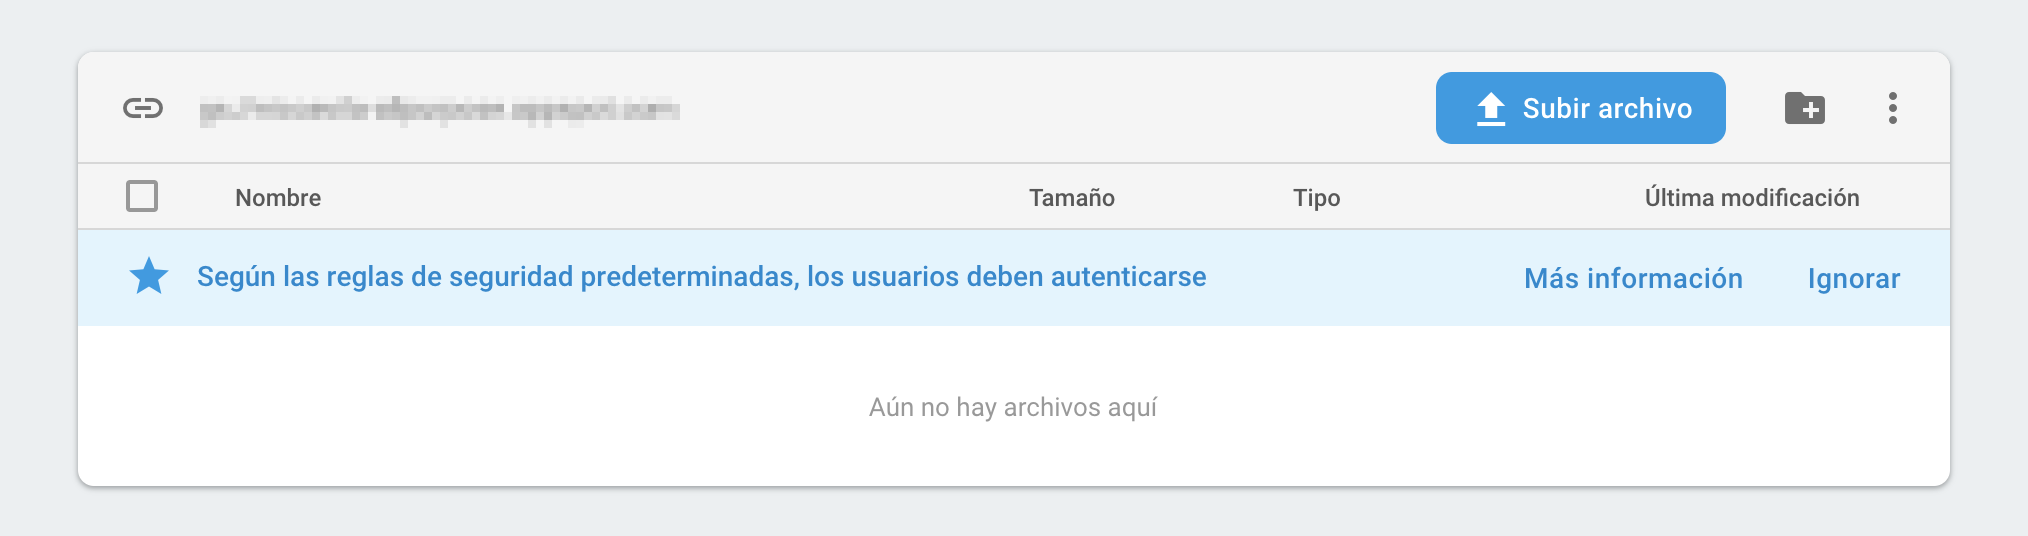 Subir archivo
Nombre Tamaño Tipo Última modificación
Según las reglas de seguridad predeterminadas, los usuarios deben autenticarse Más información Ignorar
Aún no hay archivos aquí